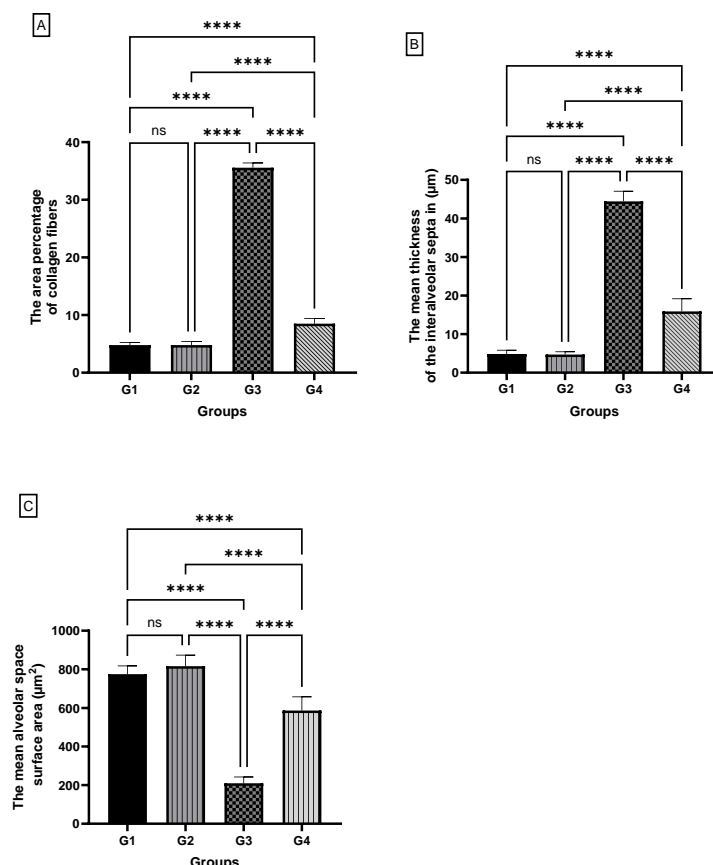 A
****
****
****
ns
****
****
The area percentage
of collagen fibers
40
30
20
10
0
G1
G2
G3
G4
Groups
B
****
****
****
ns
****
****
The mean thickness
of the interalveolar septa in (µm)
50
40
30
20
10
0
G1
G2
G3
G4
Groups
C
****
****
****
ns
****
****
The mean alveolar space
surface area (µm²)
1000
800
600
400
200
0
G1
G2
G3
G4
Groups